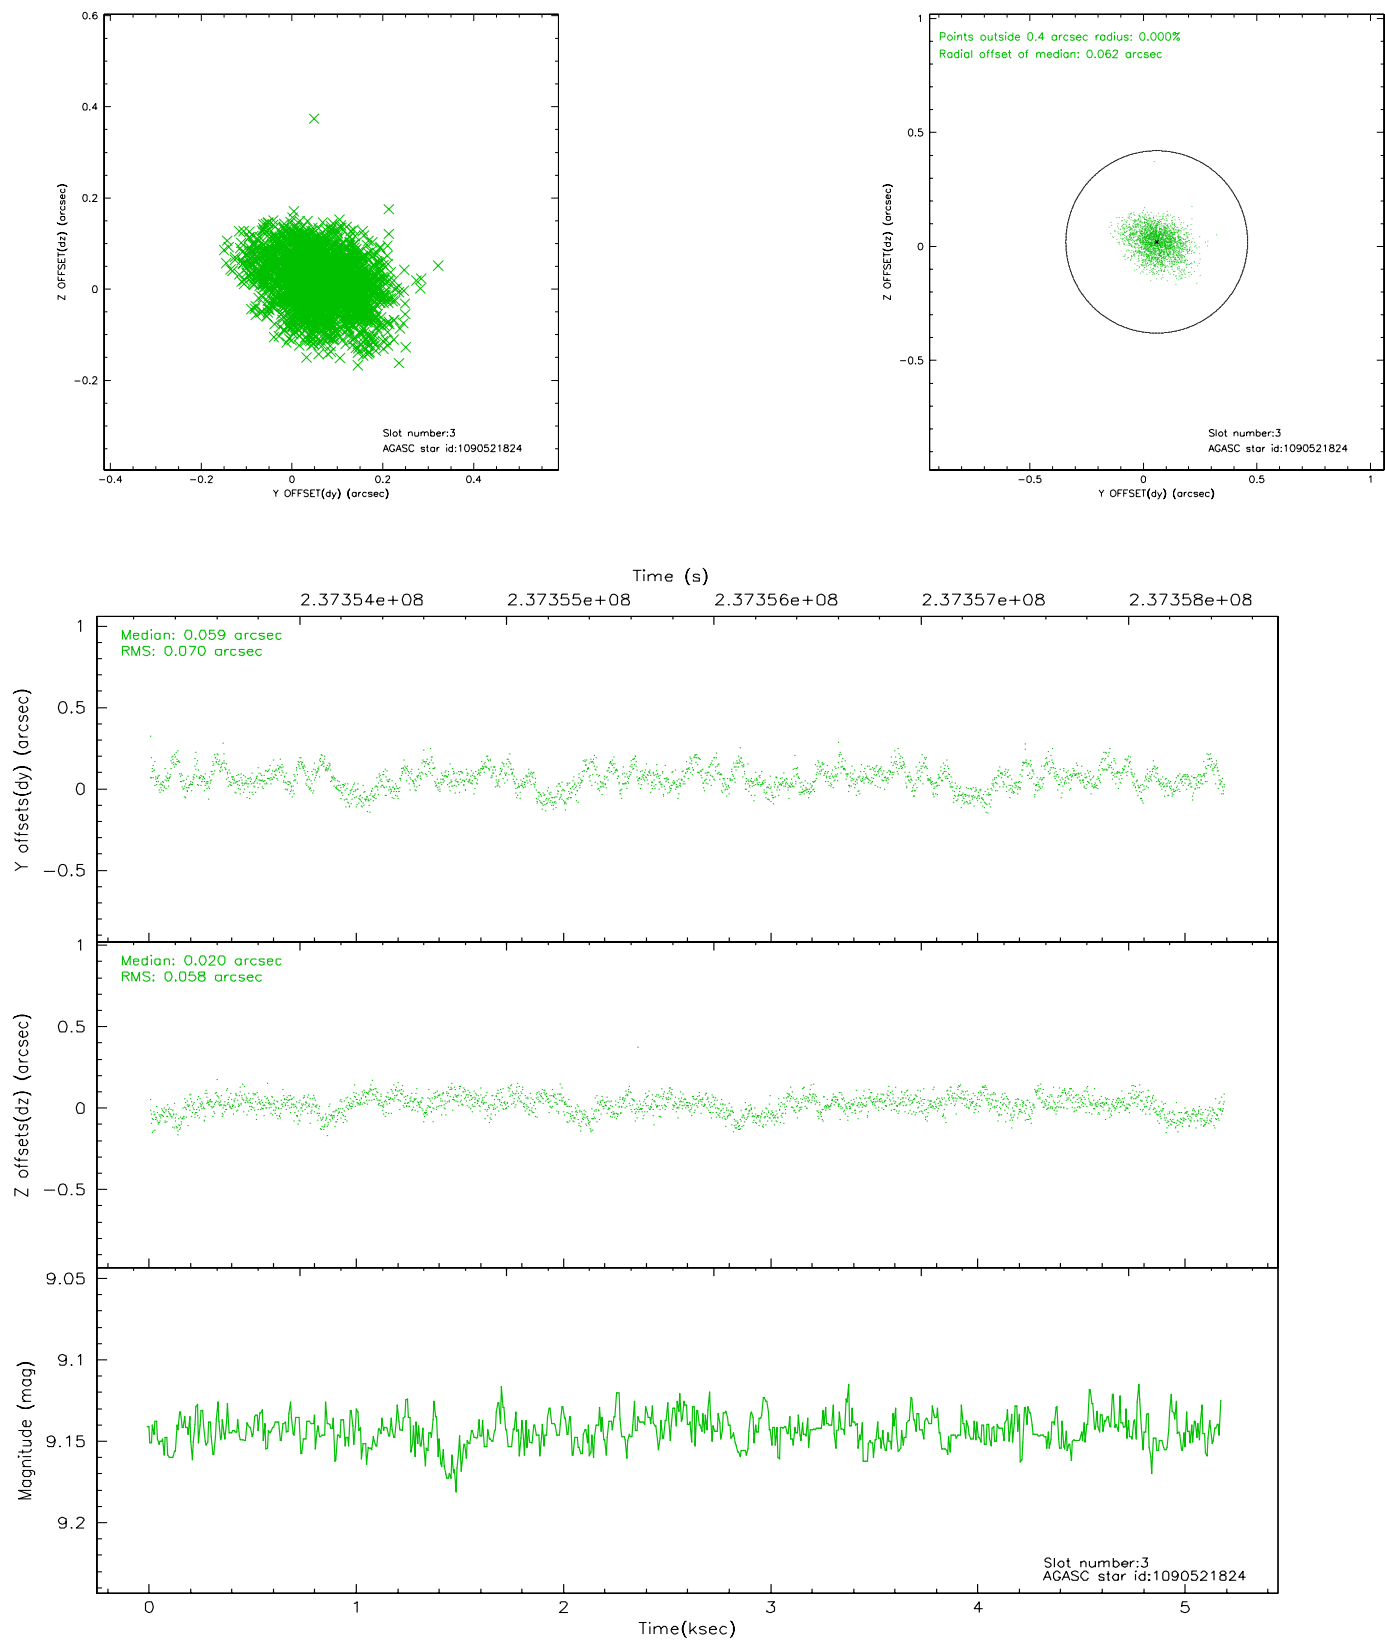 0.6
0.4
0.2
0
−0.2
−0.4
−0.2
0
0.2
0.4
Z OFFSET(dz) (arcsec)
Y OFFSET(dy) (arcsec)
Slot number:3
AGASC star id:1090521824
Points outside 0.4 arcsec radius: 0.000%
Radial offset of median: 0.062 arcsec
1
0.5
0
−0.5
−0.5
0
0.5
1
Z OFFSET(dz) (arcsec)
Y OFFSET(dy) (arcsec)
Slot number:3
AGASC star id:1090521824
Time (s)
2.37354e+08
2.37355e+08
2.37356e+08
2.37357e+08
2.37358e+08
Median: 0.059 arcsec
RMS: 0.070 arcsec
1
0.5
0
−0.5
Y offsets(dy) (arcsec)
Median: 0.020 arcsec
RMS: 0.058 arcsec
1
0.5
0
−0.5
Z offsets(dz) (arcsec)
9.05
9.1
9.15
9.2
Magnitude (mag)
Slot number:3
AGASC star id:1090521824
0
1
2
3
4
5
Time(ksec)